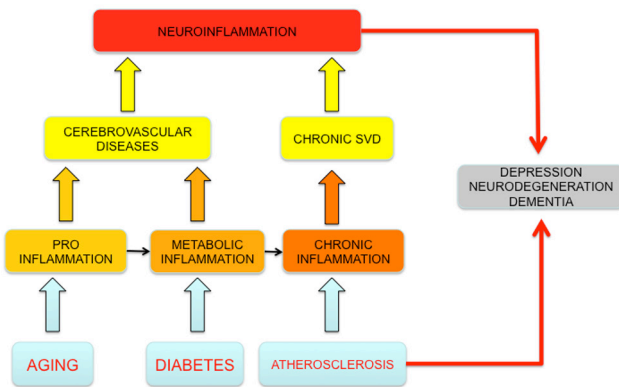 NEUROINFLAMMATION
CEREBROVASCULAR
DISEASES
CHRONIC SVD
DEPRESSION
NEURODEGENERATION
DEMENTIA
PRO
INFLAMMATION
METABOLIC
INFLAMMATION
CHRONIC
INFLAMMATION
AGING
DIABETES
ATHEROSCLEROSIS